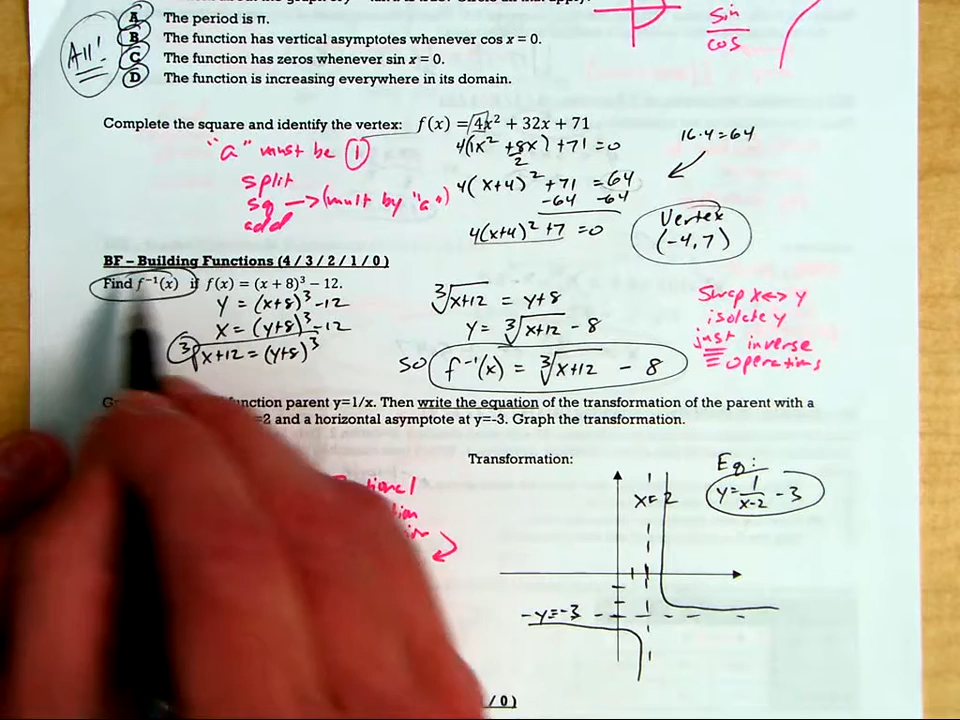 A The period is π.
B The function has vertical asymptotes whenever cos x = 0.
C The function has zeros whenever sin x = 0.
D The function is increasing everywhere in its domain.
All!
sin
cos
Complete the square and identify the vertex: f(x) = 4x² + 32x + 71
"a" must be 1
split
sq → (mult by "a")
add
4(1x² + 8x) + 71 = 0
2
4(x+4)² + 71 = 64
-64 -64
4(x+4)² + 7 = 0
16·4=64
Vertex
(-4, 7)
BF – Building Functions (4 / 3 / 2 / 1 / 0 )
Find f⁻¹(x) if f(x) = (x + 8)³ − 12.
y = (x+8)³ - 12
x = (y+8)³ - 12
³√x+12 = (y+8)³
³√x+12 = y+8
y = ³√x+12 - 8
so f⁻¹(x) = ³√x+12 - 8
Swap x↔y
isolate y
just inverse
operations
function parent y=1/x. Then write the equation of the transformation of the parent with a
=2 and a horizontal asymptote at y=-3. Graph the transformation.
Transformation:
Eq:
y = 1/x-2 - 3
x=2
-y=-3
/ 0 )